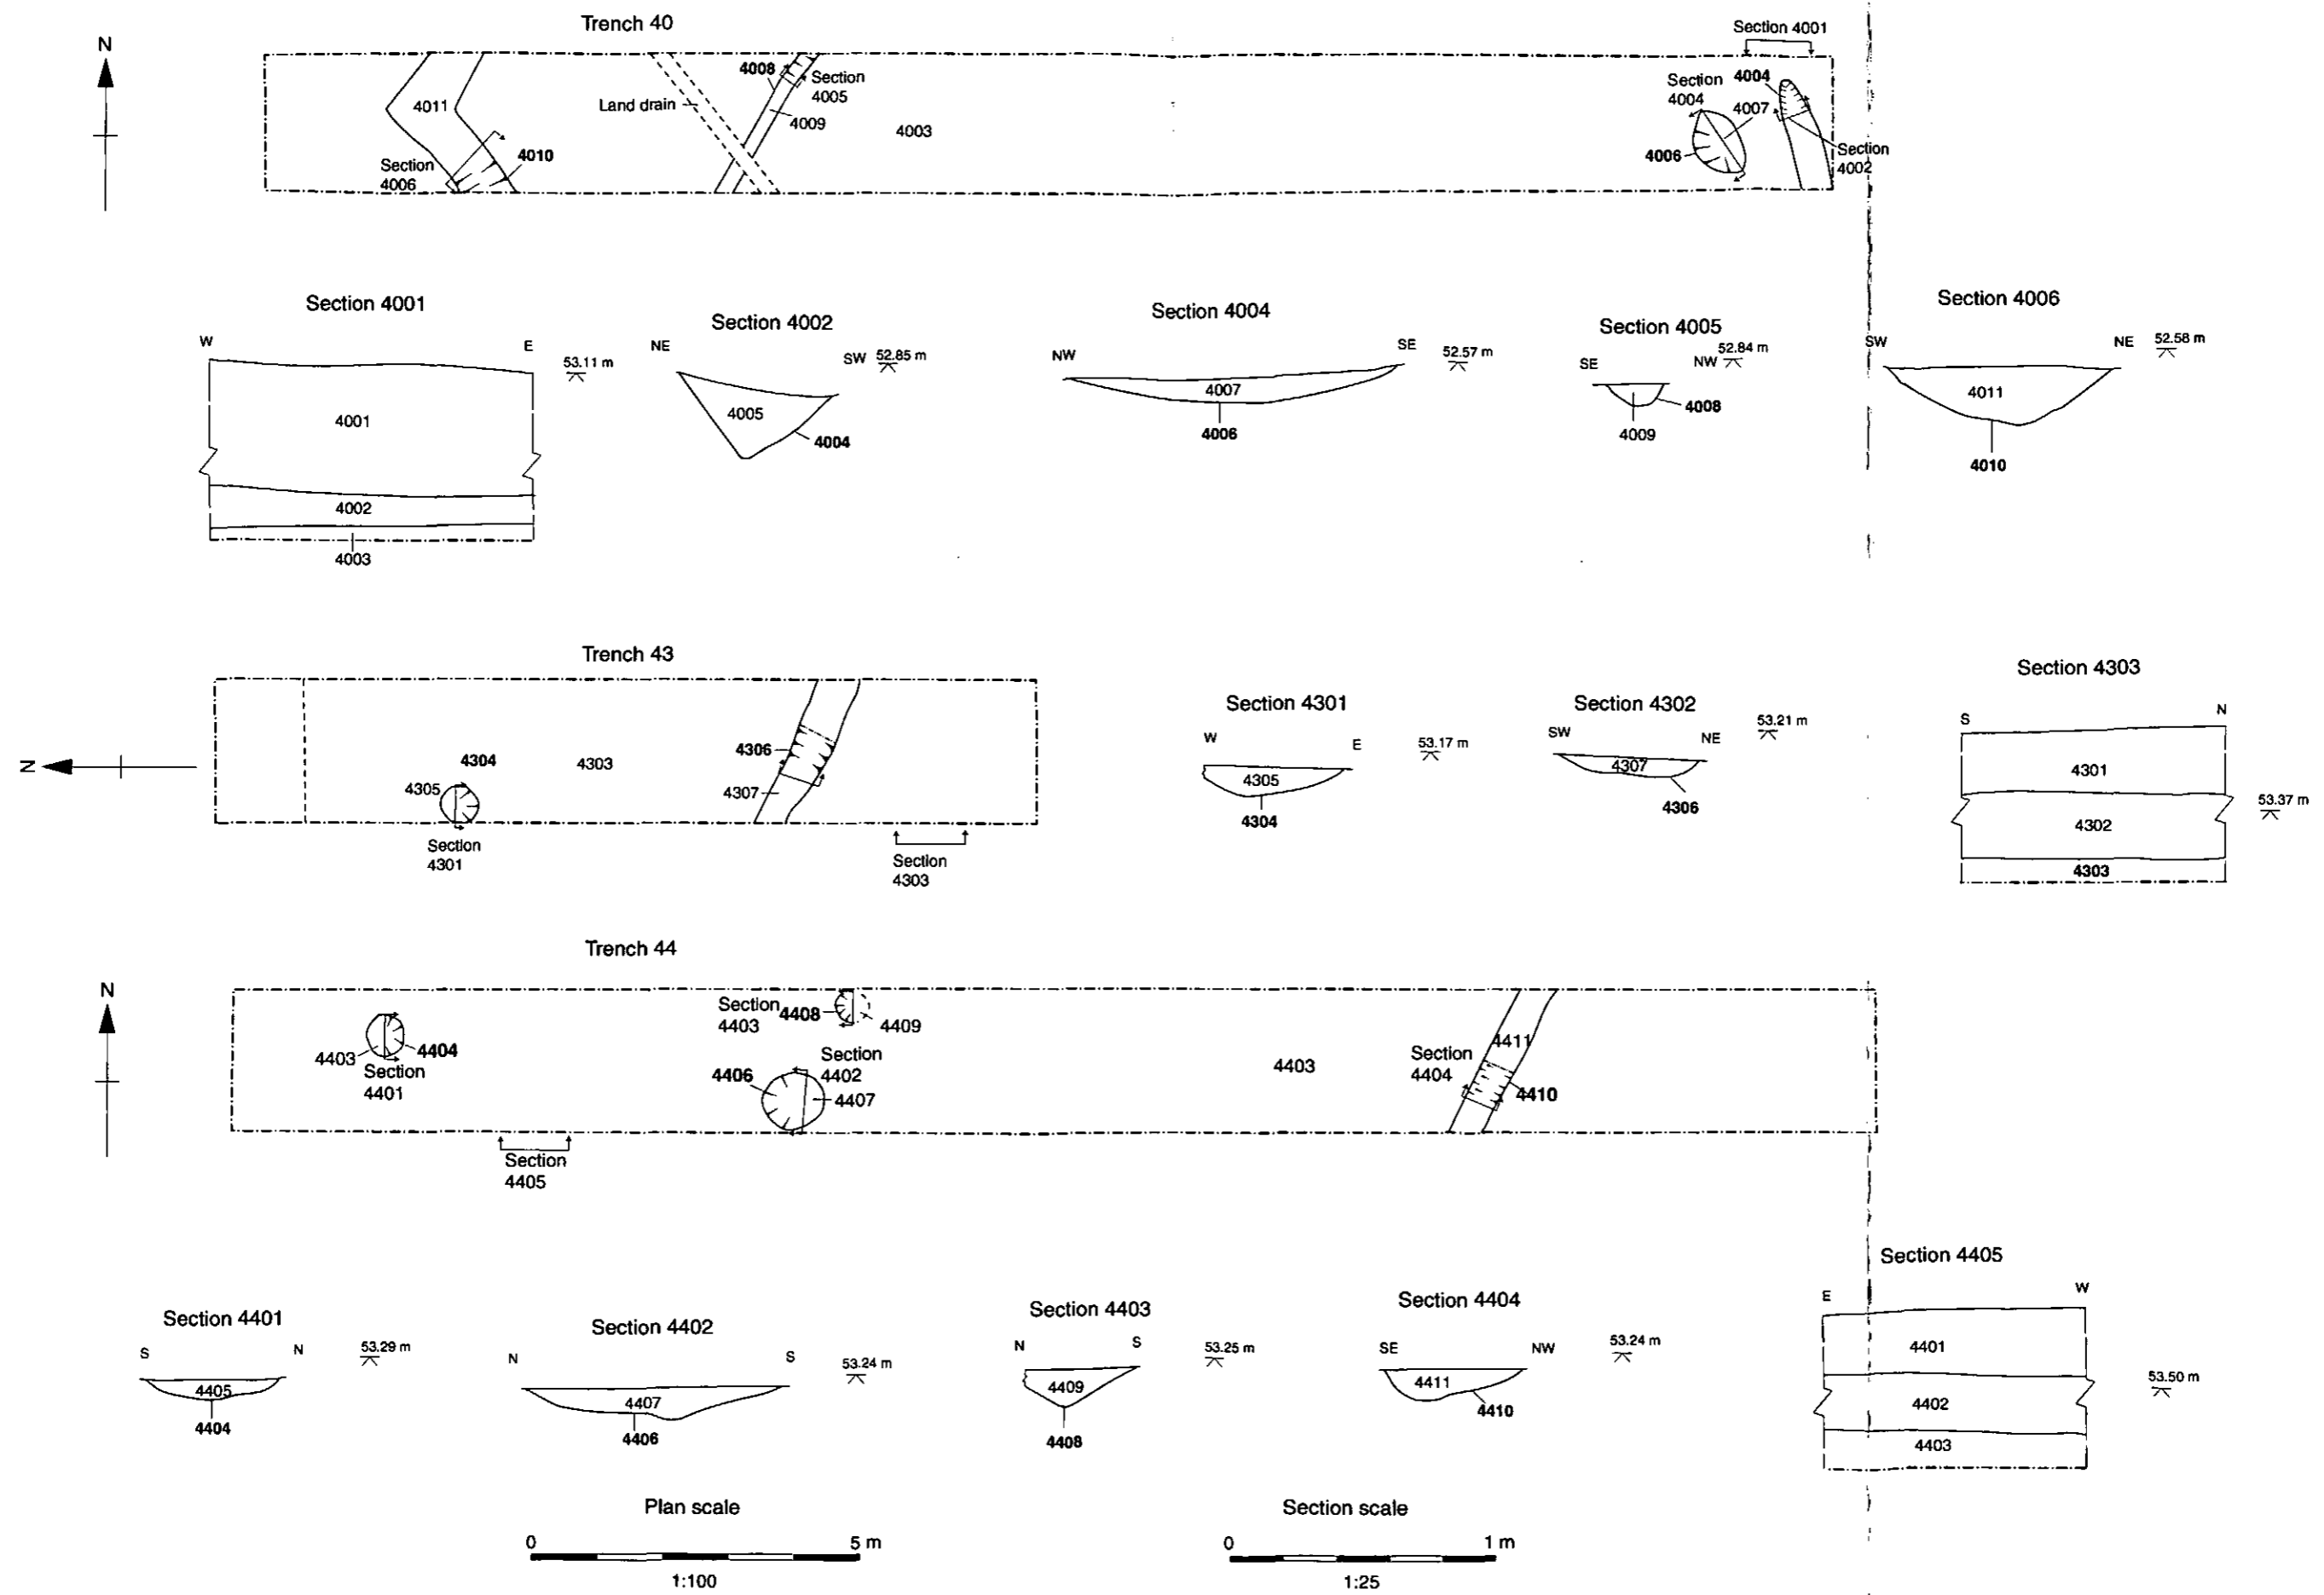 Trench 40
Section 4001
N
4008
Section
4005
Section
4004
4004
4007
4011
Land drain
4009
4003
4010
Section
4006
4006
Section
4002
Section 4001
W
E
53.11 m
4001
4002
4003
Section 4002
NE
SW
52.85 m
4005
4004
Section 4004
NW
SE
52.57 m
4007
4006
Section 4005
SE
NW
52.84 m
4008
4009
Section 4006
SW
NE
52.58 m
4011
4010
Trench 43
N
4304
4303
4305
4306
4307
Section
4301
Section
4303
Section 4301
W
E
53.17 m
4305
4304
Section 4302
SW
NE
53.21 m
4307
4306
Section 4303
S
N
4301
4302
4303
53.37 m
Trench 44
N
Section
4403
4408
4409
4403
4404
Section
4401
Section
4402
4406
4407
4403
4411
Section
4404
4410
Section
4405
Section 4401
S
N
53.29 m
4405
4404
Section 4402
N
S
53.24 m
4407
4406
Section 4403
N
S
53.25 m
4409
4408
Section 4404
SE
NW
53.24 m
4411
4410
Section 4405
E
W
4401
4402
4403
53.50 m
Plan scale
0
5 m
1:100
Section scale
0
1 m
1:25